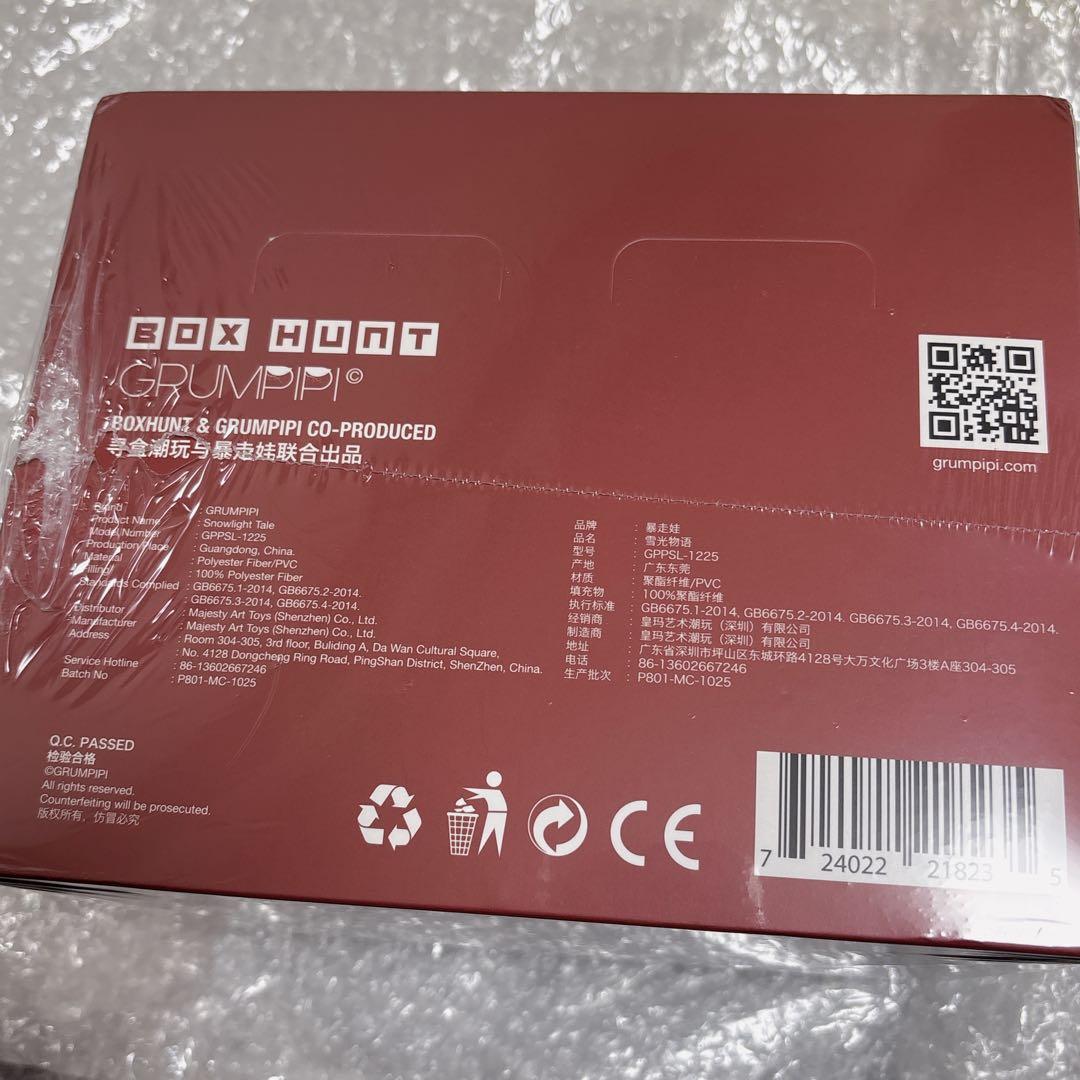 BOX HUNT
GRUMPIPI©
BOXHUNT & GRUMPIPI CO-PRODUCED
寻盒潮玩与暴走娃联合出品
grumpipi.com
Brand : GRUMPIPI
Product Name : Snowlight Tale
Model Number : GPPSL-1225
Production Place : Guangdong, China.
Material : Polyester Fiber/PVC
Filling : 100% Polyester Fiber
Standards Complied : GB6675.1-2014, GB6675.2-2014.
: GB6675.3-2014, GB6675.4-2014.
Distributor : Majesty Art Toys (Shenzhen) Co., Ltd.
Manufacturer : Majesty Art Toys (Shenzhen) Co., Ltd.
Address : Room 304-305, 3rd floor, Buliding A, Da Wan Cultural Square,
: No. 4128 Dongcheng Ring Road, PingShan District, ShenZhen, China.
Service Hotline : 86-13602667246
Batch No : P801-MC-1025
品牌 : 暴走娃
品名 : 雪光物语
型号 : GPPSL-1225
产地 : 广东东莞
材质 : 聚酯纤维/PVC
填充物 : 100%聚酯纤维
执行标准 : GB6675.1-2014. GB6675.2-2014. GB6675.3-2014, GB6675.4-2014.
经销商 : 皇玛艺术潮玩（深圳）有限公司
制造商 : 皇玛艺术潮玩（深圳）有限公司
地址 : 广东省深圳市坪山区东城环路4128号大万文化广场3楼A座304-305
电话 : 86-13602667246
生产批次 : P801-MC-1025
Q.C. PASSED
检验合格
©GRUMPIPI
All rights reserved.
Counterfeiting will be prosecuted.
版权所有，仿冒必究
CE
7 24022 21823 5